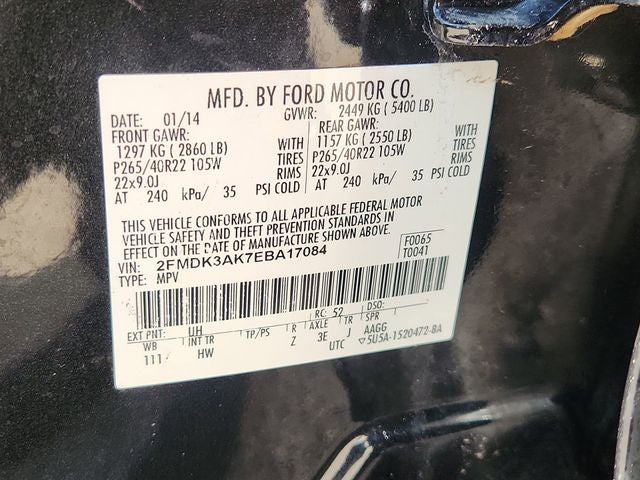 MFD. BY FORD MOTOR CO.
DATE: 01/14 GVWR: 2449 KG ( 5400 LB)
FRONT GAWR: REAR GAWR:
1297 KG ( 2860 LB) WITH 1157 KG ( 2550 LB) WITH
P265/40R22 105W TIRES P265/40R22 105W TIRES
22x9.0J RIMS 22x9.0J RIMS
AT 240 kPa/ 35 PSI COLD AT 240 kPa/ 35 PSI COLD
THIS VEHICLE CONFORMS TO ALL APPLICABLE FEDERAL MOTOR
VEHICLE SAFETY AND THEFT PREVENTION STANDARDS IN
EFFECT ON THE DATE OF MANUFACTURE SHOWN ABOVE.
VIN: 2FMDK3AK7EBA17084 F0065
TYPE: MPV T0041
EXT PNT: UH RC: 52 DSO:
WB INT TR TP/PS R AXLE TR SPR
111 HW Z 3E J AAGG
UTC 5U5A-1520472-BA